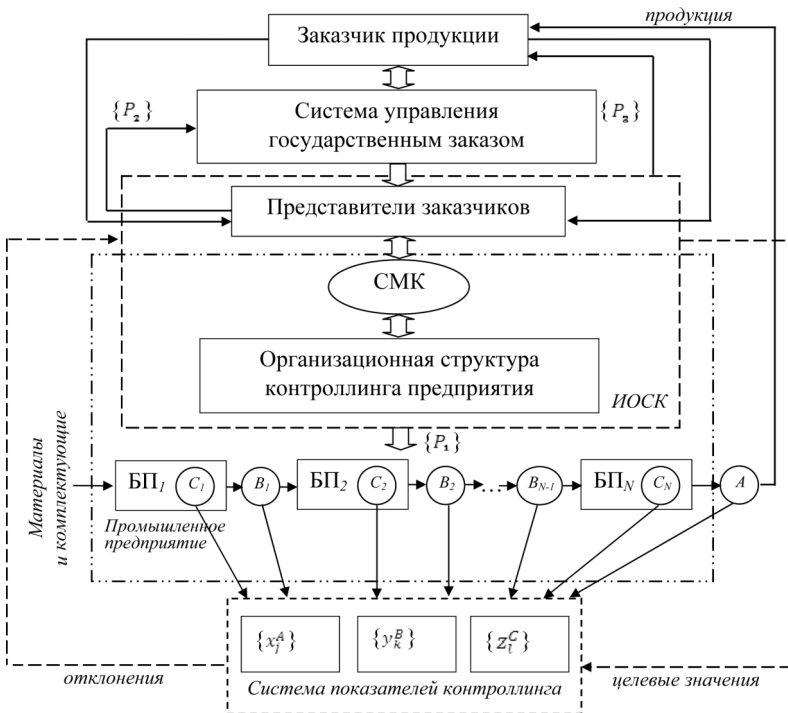 продукция
Заказчик продукции
{P₂}
Система управления
государственным заказом
{P₃}
Представители заказчиков
СМК
Организационная структура
контроллинга предприятия
ИОСК
{P₁}
Материалы
и комплектующие
БП₁ C₁ B₁ БП₂ C₂ B₂ ... B_{N-1} БП_N C_N A
Промышленное
предприятие
{x_j^A} {y_k^B} {z_l^C}
отклонения
Система показателей контроллинга
целевые значения